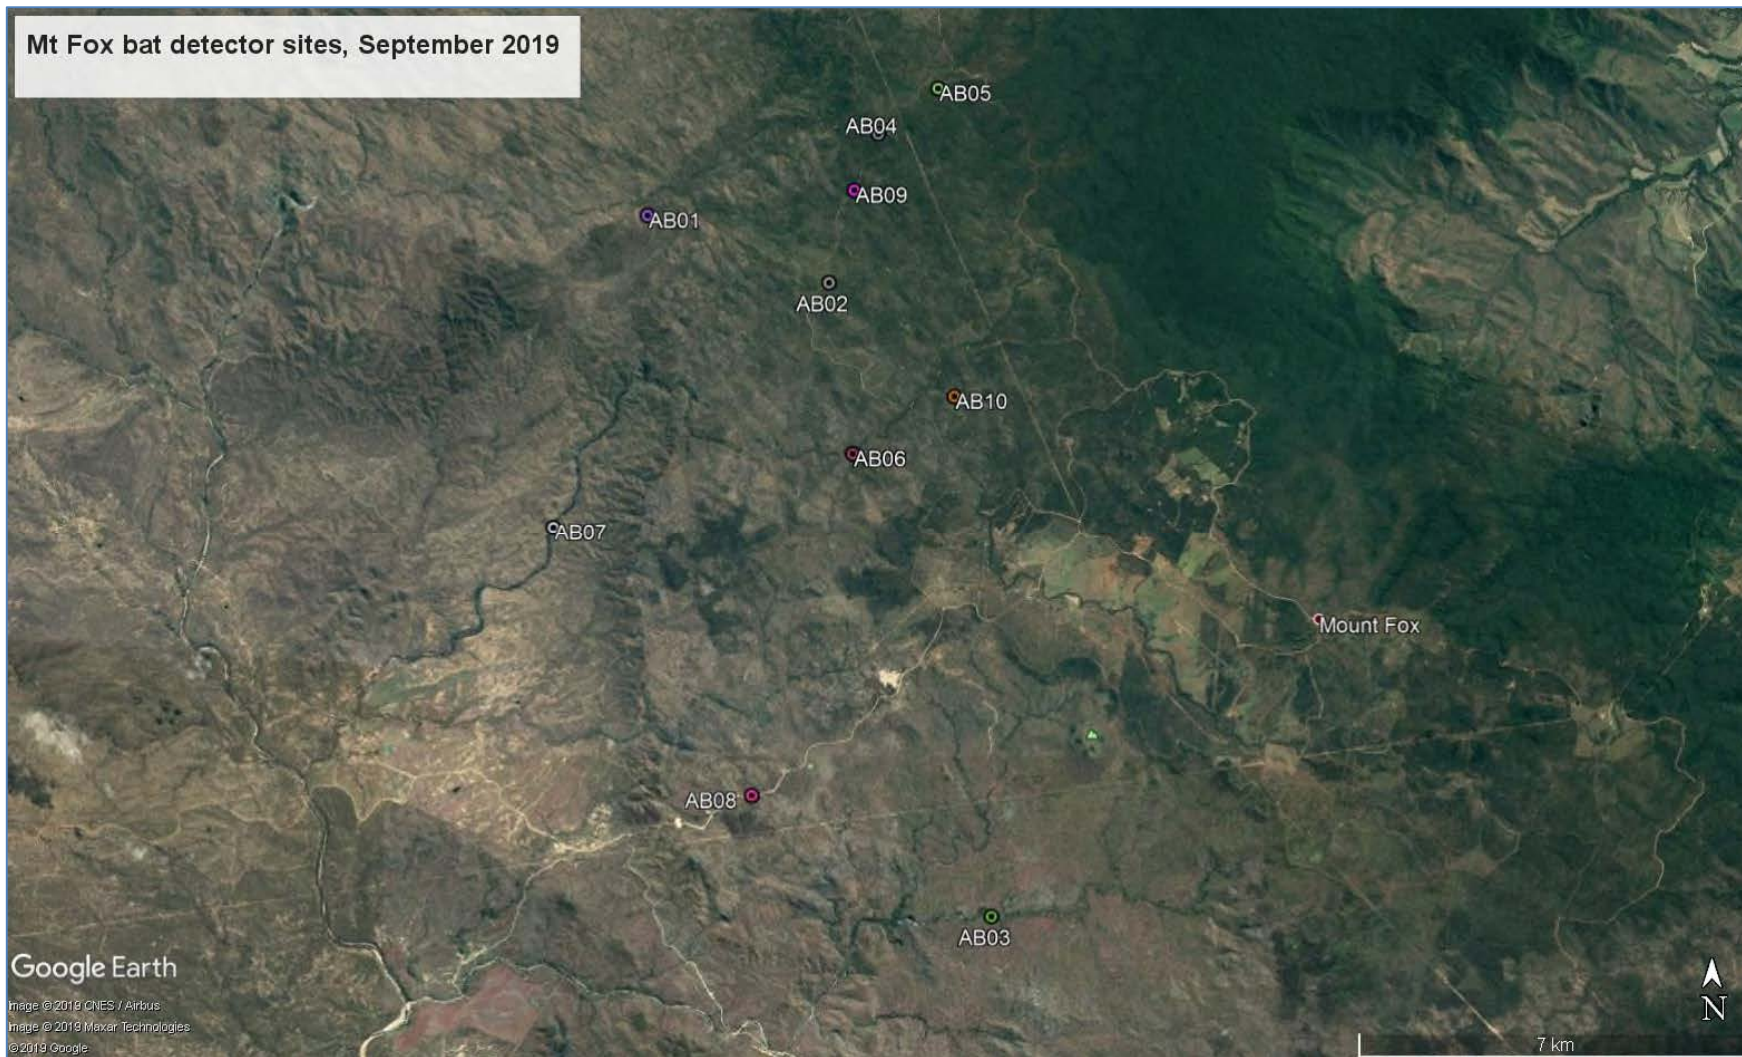 Mt Fox bat detector sites, September 2019
AB05
AB04
AB09
AB01
AB02
AB10
AB06
AB07
Mount Fox
AB08
AB03
Google Earth
Image © 2019 CNES / Airbus
Image © 2019 Maxar Technologies
© 2019 Google
N
7 km